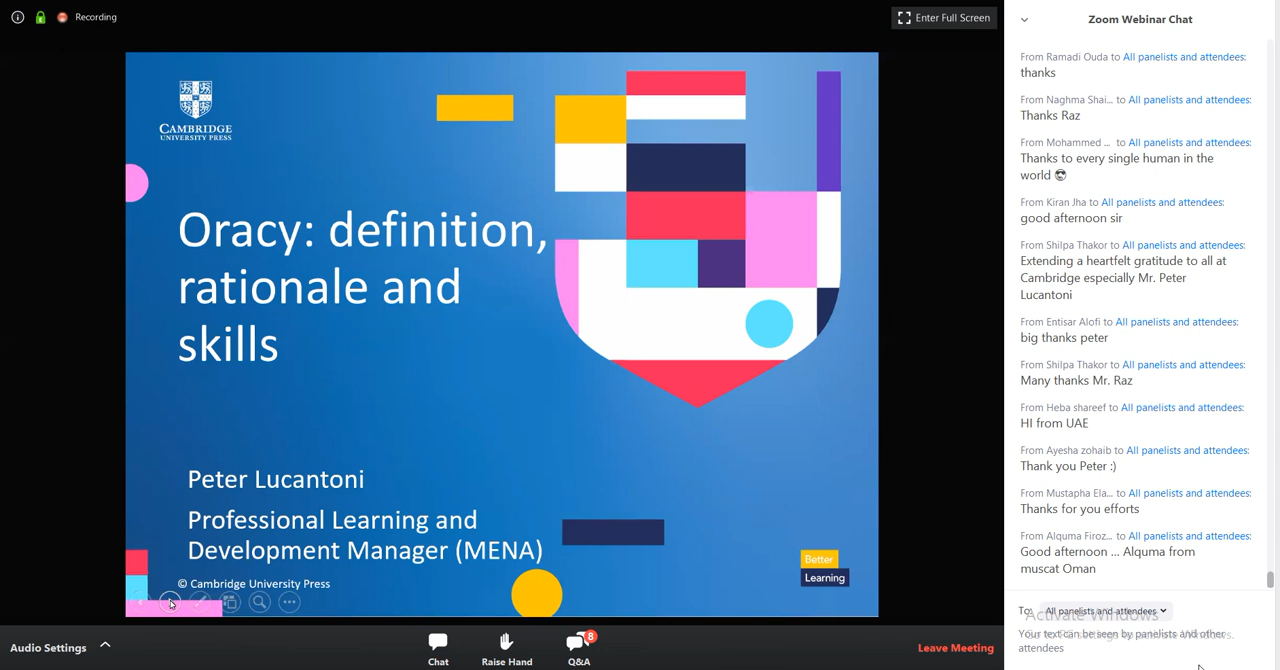 Recording
Enter Full Screen
CAMBRIDGE
UNIVERSITY PRESS
Oracy: definition,
rationale and
skills
Peter Lucantoni
Professional Learning and
Development Manager (MENA)
© Cambridge University Press
Better
Learning
Audio Settings
Chat
Raise Hand
8
Q&A
Leave Meeting
Zoom Webinar Chat
From Ramadi Ouda to All panelists and attendees:
thanks
From Naghma Shai... to All panelists and attendees:
Thanks Raz
From Mohammed ... to All panelists and attendees:
Thanks to every single human in the
world 😎
From Kiran Jha to All panelists and attendees:
good afternoon sir
From Shilpa Thakor to All panelists and attendees:
Extending a heartfelt gratitude to all at
Cambridge especially Mr. Peter
Lucantoni
From Entisar Alofi to All panelists and attendees:
big thanks peter
From Shilpa Thakor to All panelists and attendees:
Many thanks Mr. Raz
From Heba shareef to All panelists and attendees:
HI from UAE
From Ayesha zohaib to All panelists and attendees:
Thank you Peter :)
From Mustapha Ela... to All panelists and attendees:
Thanks for you efforts
From Alquma Firoz... to All panelists and attendees:
Good afternoon ... Alquma from
muscat Oman
To: All panelists and attendees
Activate Windows
Your text can be seen by panelists and other
attendees